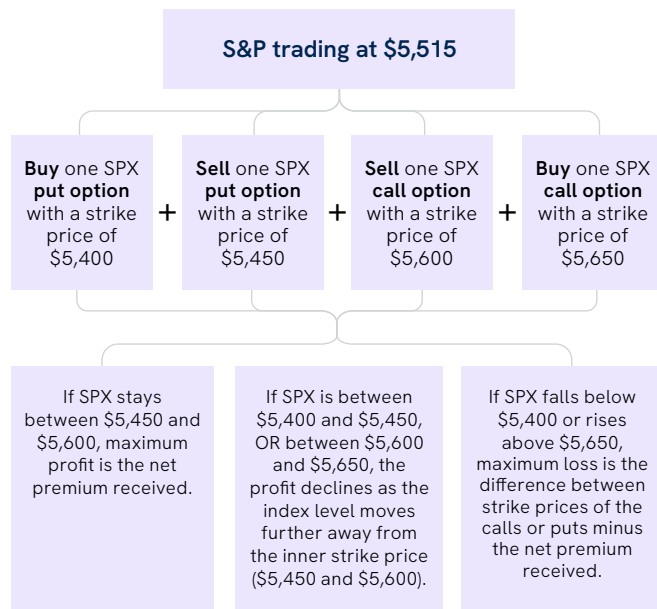 S&P trading at $5,515
Buy one SPX
put option
with a strike
price of
$5,400
+
Sell one SPX
put option
with a strike
price of
$5,450
+
Sell one SPX
call option
with a strike
price of
$5,600
+
Buy one SPX
call option
with a strike
price of
$5,650
If SPX stays
between $5,450 and
$5,600, maximum
profit is the net
premium received.
If SPX is between
$5,400 and $5,450,
OR between $5,600
and $5,650, the
profit declines as the
index level moves
further away from
the inner strike price
($5,450 and $5,600).
If SPX falls below
$5,400 or rises
above $5,650,
maximum loss is the
difference between
strike prices of the
calls or puts minus
the net premium
received.